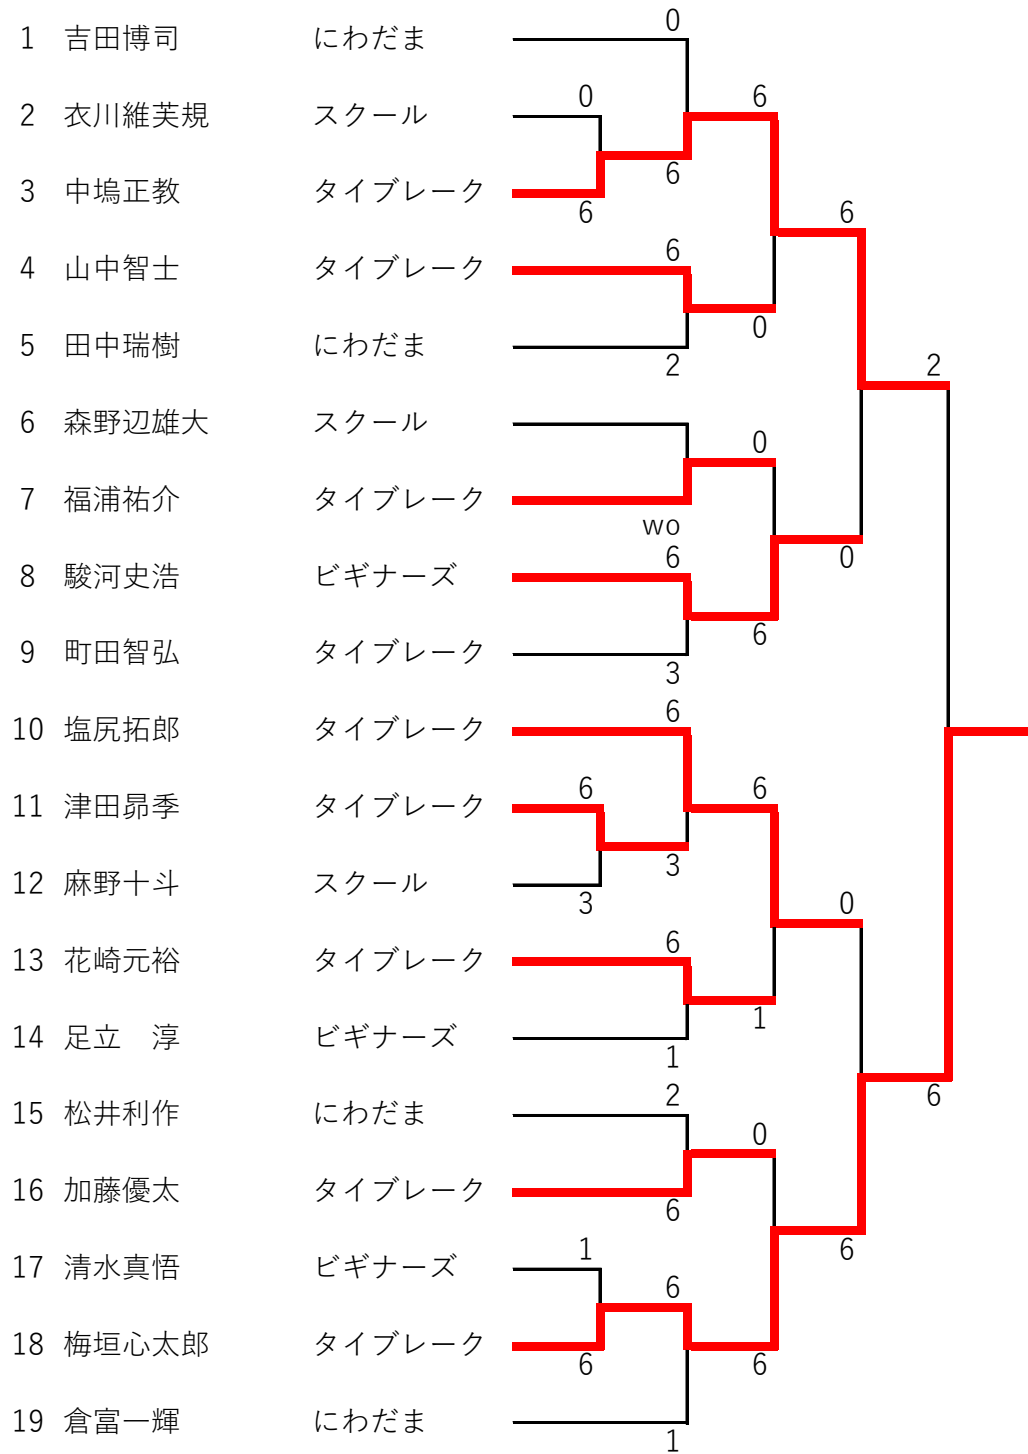 0
1 吉田博司 にわだま
0 6
2 衣川維芙規 スクール
6
3 中塢正教 タイブレーク
6 6
6
4 山中智士 タイブレーク
0
5 田中瑞樹 にわだま
2 2
6 森野辺雄大 スクール
0
7 福浦祐介 タイブレーク
wo
6 0
8 駿河史浩 ビギナーズ
6
9 町田智弘 タイブレーク
3
6
10 塩尻拓郎 タイブレーク
6 6
11 津田昴季 タイブレーク
3
12 麻野十斗 スクール
3 0
6
13 花崎元裕 タイブレーク
1
14 足立 淳 ビギナーズ
1
2 6
15 松井利作 にわだま
0
16 加藤優太 タイブレーク
6
1 6
17 清水真悟 ビギナーズ
6
18 梅垣心太郎 タイブレーク
6 6
19 倉富一輝 にわだま
1